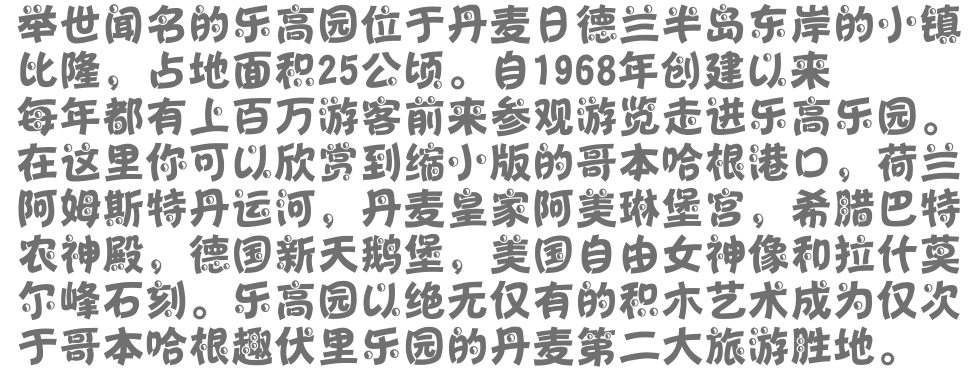 举世闻名的乐高园位于丹麦日德兰半岛东岸的小镇
比隆，占地面积25公顷。自1968年创建以来
每年都有上百万游客前来参观游览走进乐高乐园。
在这里你可以欣赏到缩小版的哥本哈根港口，荷兰
阿姆斯特丹运河，丹麦皇家阿美琳堡宫，希腊巴特
农神殿，德国新天鹅堡，美国自由女神像和拉什莫
尔峰石刻。乐高园以绝无仅有的积木艺术成为仅次
于哥本哈根趣伏里乐园的丹麦第二大旅游胜地。